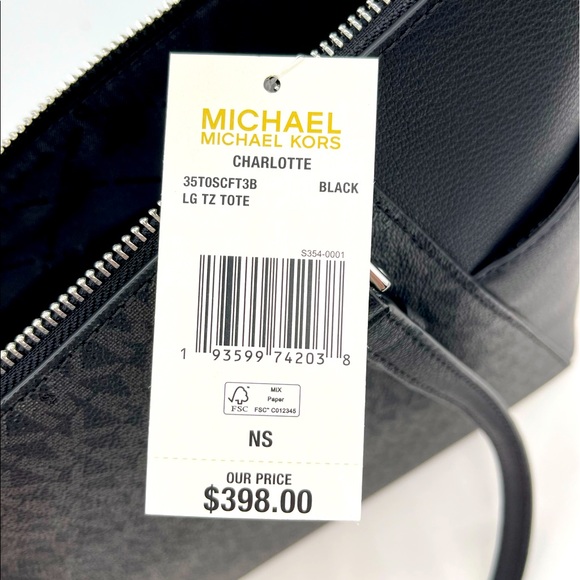 MICHAEL
MICHAEL KORS
CHARLOTTE
35T0SCFT3B BLACK
LG TZ TOTE
S354-0001
1 93599 74203 8
FSC
MIX
Paper
FSC® C012345
NS
OUR PRICE
$398.00